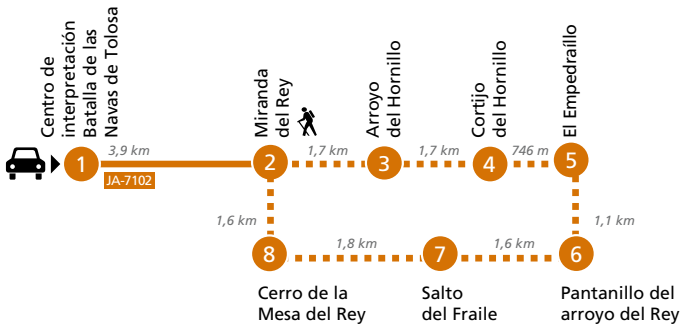 Centro de
interpretación
Batalla de las
Navas de Tolosa
Miranda
del Rey
Arroyo
del Hornillo
Cortijo
del Hornillo
El Empedraíllo
1
3,9 km
JA-7102
2
1,7 km
3
1,7 km
4
746 m
5
1,6 km
1,1 km
8
1,8 km
7
1,6 km
6
Cerro de la
Mesa del Rey
Salto
del Fraile
Pantanillo del
arroyo del Rey